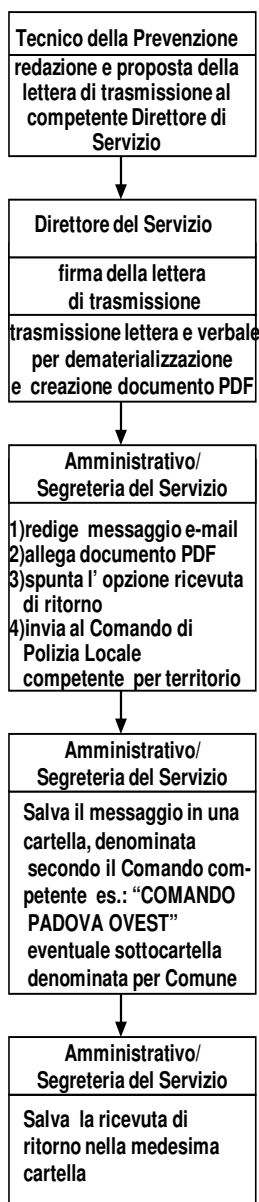 Tecnico della Prevenzione
redazione e proposta della
lettera di trasmissione al
competente Direttore di
Servizio
Direttore del Servizio
firma della lettera
di trasmissione
trasmissione lettera e verbale
per dematerializzazione
e creazione documento PDF
Amministrativo/
Segreteria del Servizio
1)redige messaggio e-mail
2)allega documento PDF
3)spunta l' opzione ricevuta
di ritorno
4)invia al Comando di
Polizia Locale
competente per territorio
Amministrativo/
Segreteria del Servizio
Salva il messaggio in una
cartella, denominata
secondo il Comando com-
petente es.: “COMANDO
PADOVA OVEST”
eventuale sottocartella
denominata per Comune
Amministrativo/
Segreteria del Servizio
Salva la ricevuta di
ritorno nella medesima
cartella